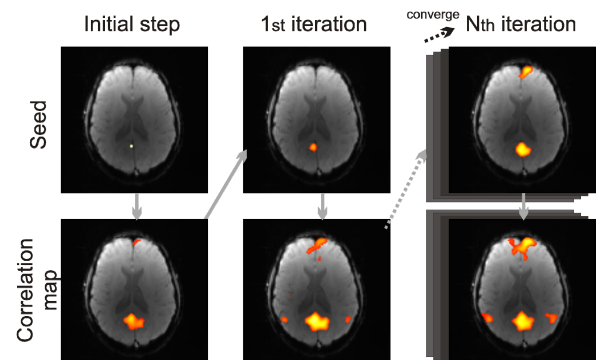 Initial step
1st iteration
converge
Nth iteration
Seed
Correlation
map